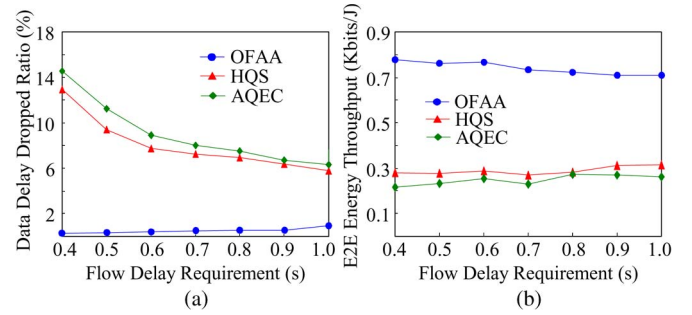 Data Delay Dropped Ratio (%)
18
14
10
6
2
OFAA
HQS
AQEC
0.4 0.5 0.6 0.7 0.8 0.9 1.0
Flow Delay Requirement (s)
(a)
E2E Energy Throughput (Kbits/J)
0.9
0.7
0.5
0.3
0.1
OFAA
HQS
AQEC
0.4 0.5 0.6 0.7 0.8 0.9 1.0
Flow Delay Requirement (s)
(b)